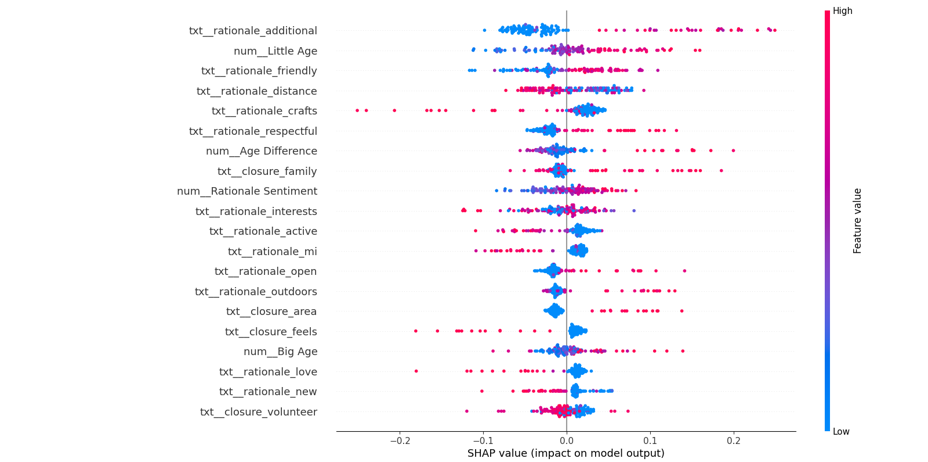 High
txt__rationale_additional
num__Little Age
txt__rationale_friendly
txt__rationale_distance
txt__rationale_crafts
txt__rationale_respectful
num__Age Difference
txt__closure_family
num__Rationale Sentiment
txt__rationale_interests
txt__rationale_active
txt__rationale_mi
txt__rationale_open
txt__rationale_outdoors
txt__closure_area
txt__closure_feels
num__Big Age
txt__rationale_love
txt__rationale_new
txt__closure_volunteer
Feature value
Low
−0.2 −0.1 0.0 0.1 0.2
SHAP value (impact on model output)